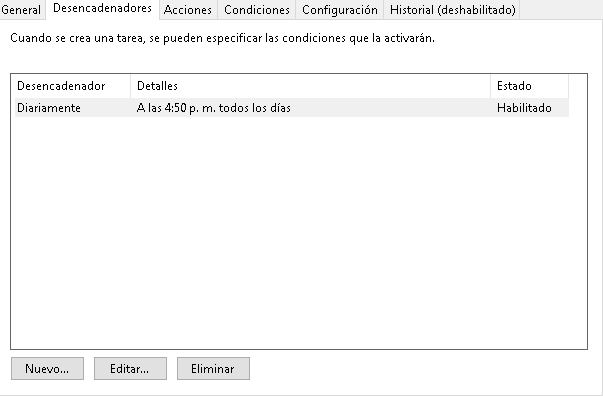 General Desencadenadores Acciones Condiciones Configuración Historial (deshabilitado)
Cuando se crea una tarea, se pueden especificar las condiciones que la activarán.
Desencadenador Detalles Estado
Diariamente A las 4:50 p. m. todos los días Habilitado
Nuevo... Editar... Eliminar